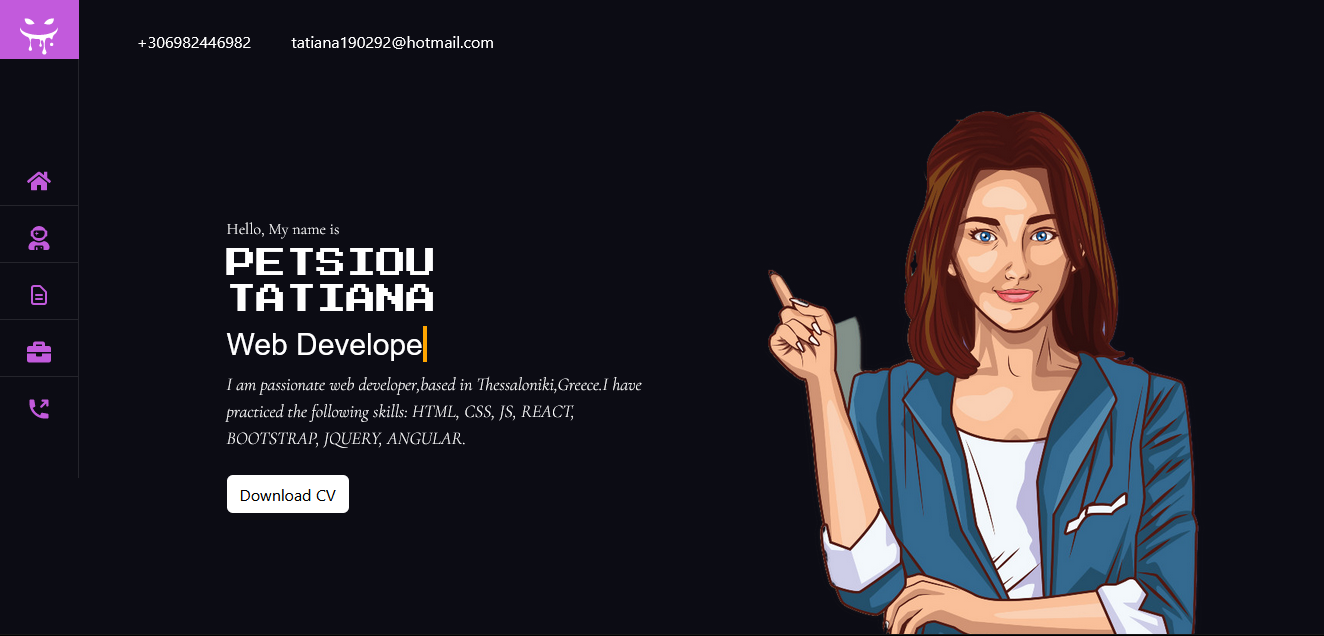 +306982446982 tatiana190292@hotmail.com
Hello, My name is
PETSIOU
TATIANA
Web Develope
I am passionate web developer,based in Thessaloniki,Greece.I have
practiced the following skills: HTML, CSS, JS, REACT,
BOOTSTRAP, JQUERY, ANGULAR.
Download CV